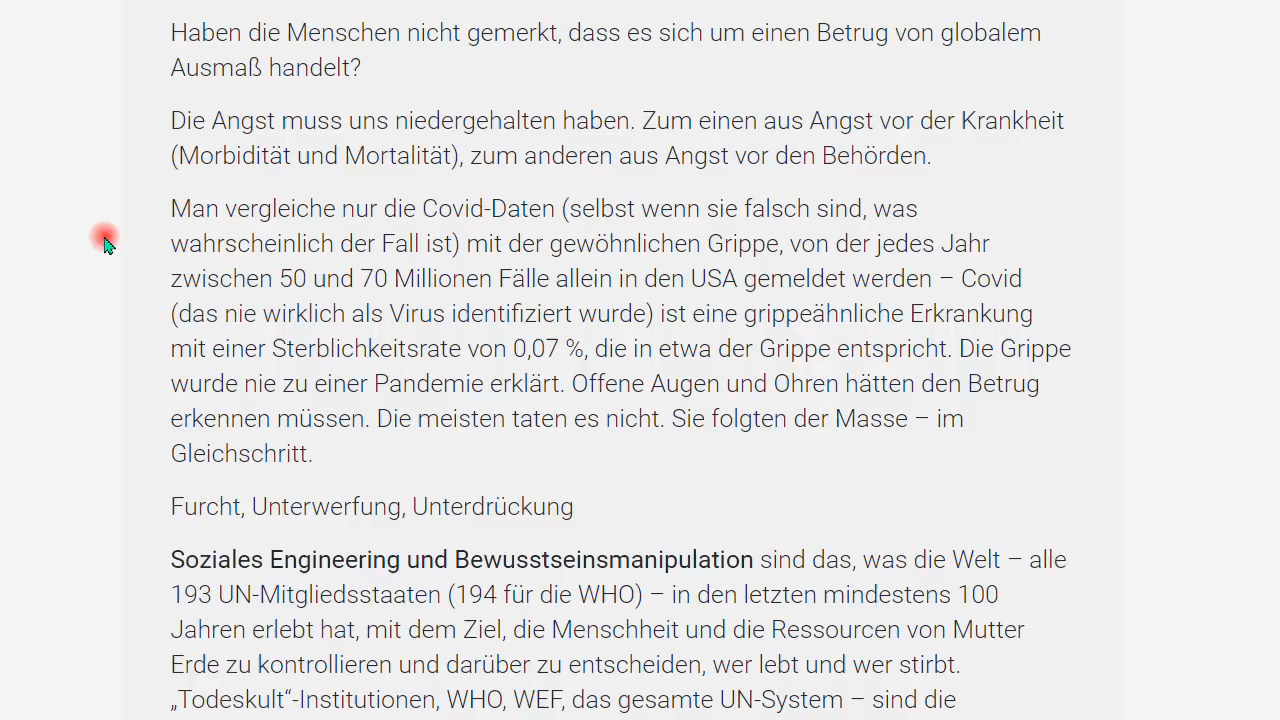 Haben die Menschen nicht gemerkt, dass es sich um einen Betrug von globalem
Ausmaß handelt?
Die Angst muss uns niedergehalten haben. Zum einen aus Angst vor der Krankheit
(Morbidität und Mortalität), zum anderen aus Angst vor den Behörden.
Man vergleiche nur die Covid-Daten (selbst wenn sie falsch sind, was
wahrscheinlich der Fall ist) mit der gewöhnlichen Grippe, von der jedes Jahr
zwischen 50 und 70 Millionen Fälle allein in den USA gemeldet werden – Covid
(das nie wirklich als Virus identifiziert wurde) ist eine grippeähnliche Erkrankung
mit einer Sterblichkeitsrate von 0,07 %, die in etwa der Grippe entspricht. Die Grippe
wurde nie zu einer Pandemie erklärt. Offene Augen und Ohren hätten den Betrug
erkennen müssen. Die meisten taten es nicht. Sie folgten der Masse – im
Gleichschritt.
Furcht, Unterwerfung, Unterdrückung
Soziales Engineering und Bewusstseinsmanipulation sind das, was die Welt – alle
193 UN-Mitgliedsstaaten (194 für die WHO) – in den letzten mindestens 100
Jahren erlebt hat, mit dem Ziel, die Menschheit und die Ressourcen von Mutter
Erde zu kontrollieren und darüber zu entscheiden, wer lebt und wer stirbt.
„Todeskult“-Institutionen, WHO, WEF, das gesamte UN-System – sind die